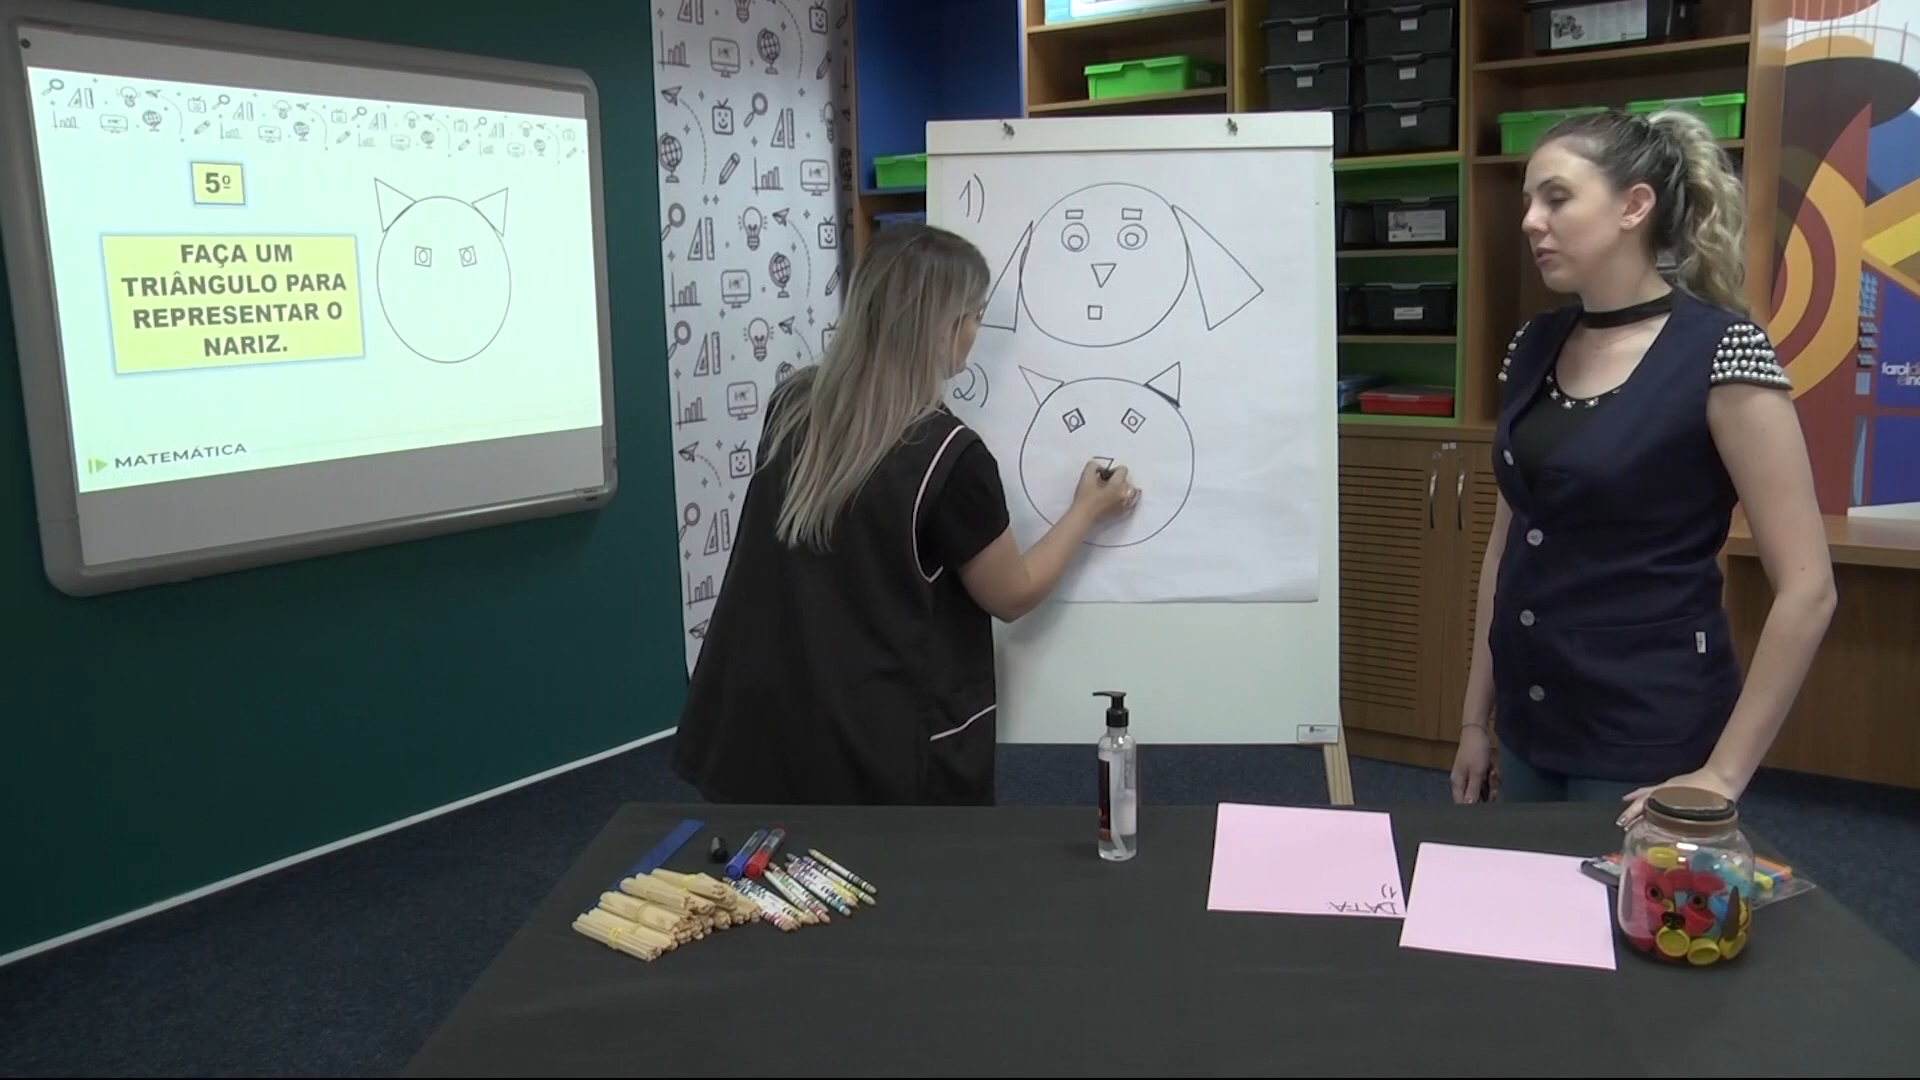 5º
FAÇA UM
TRIÂNGULO PARA
REPRESENTAR O
NARIZ.
MATEMÁTICA
1)
2)
DATA:
1)